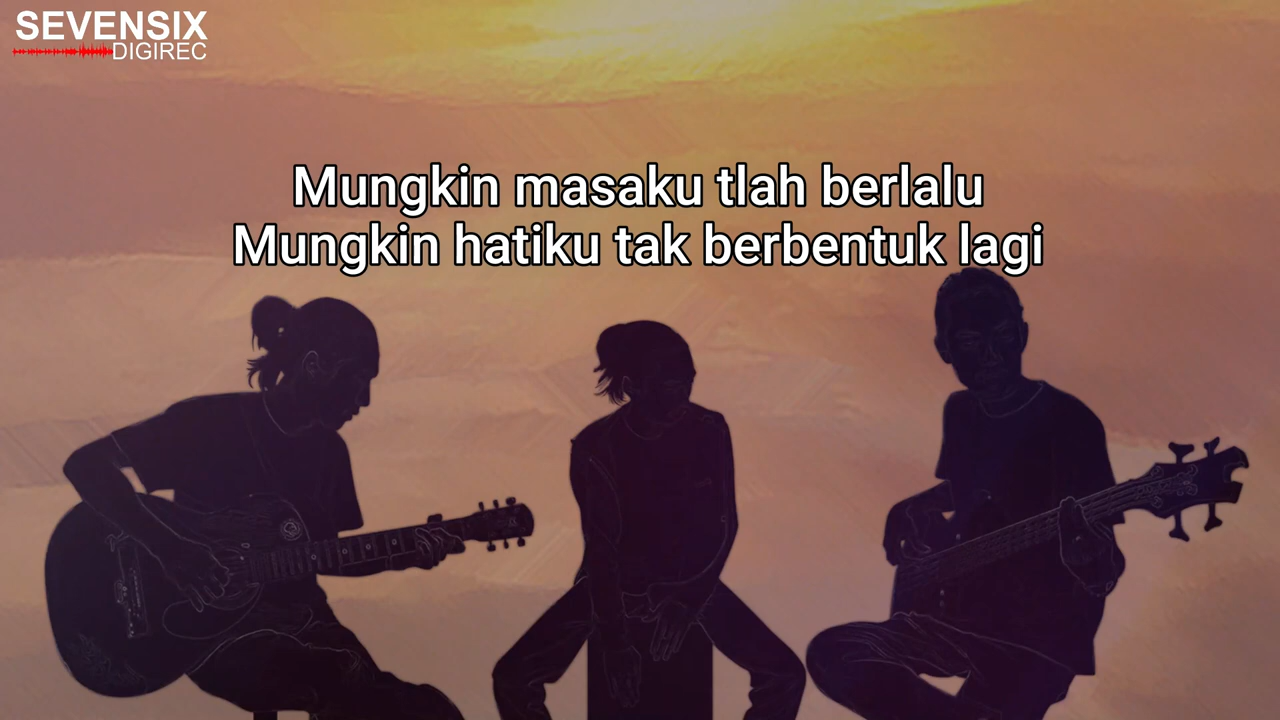 SEVENSIX
DIGIREC
Mungkin masaku tlah berlalu
Mungkin hatiku tak berbentuk lagi